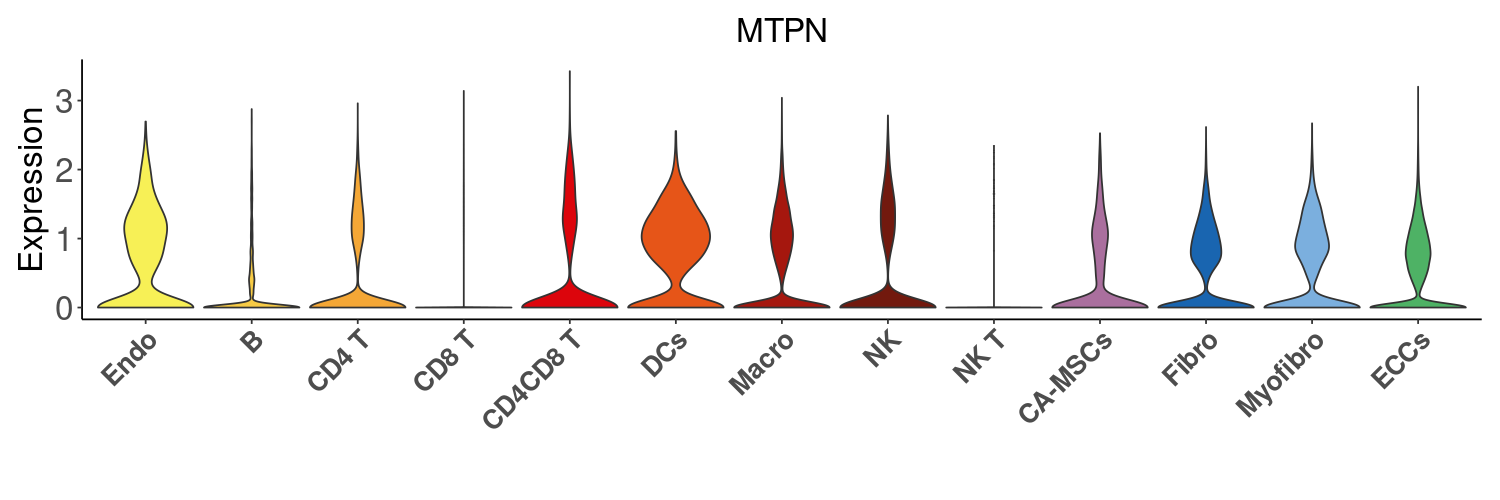 MTPN
Expression
3
2
1
0
Endo
B
CD4 T
CD8 T
CD4CD8 T
DCs
Macro
NK
NK T
CA-MSCs
Fibro
Myofibro
ECCs